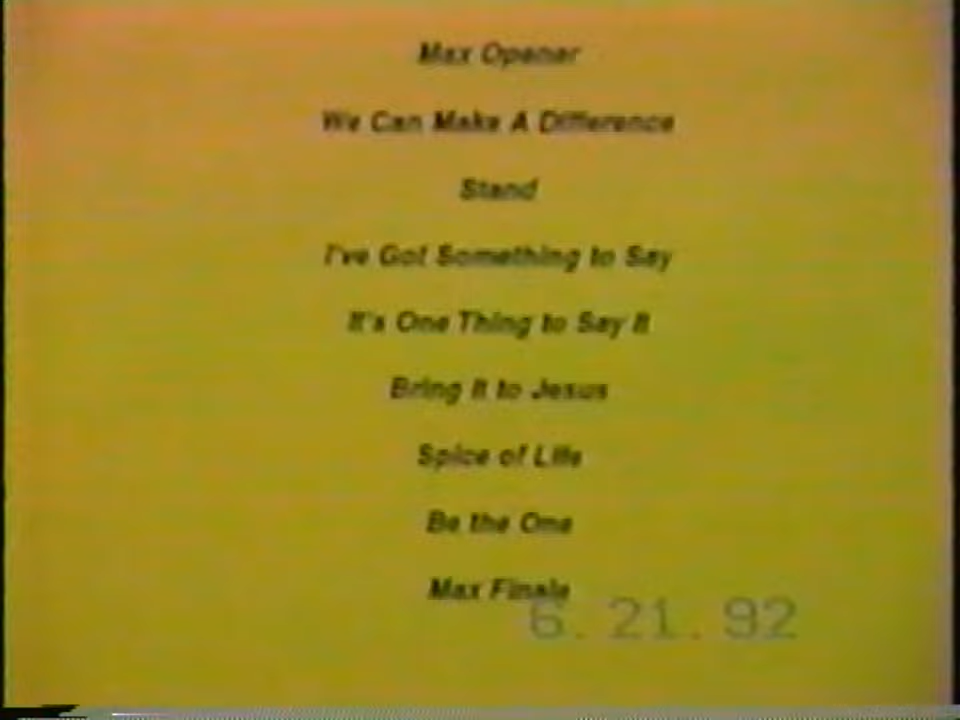 Max Opener
We Can Make A Difference
Stand
I've Got Something to Say
It's One Thing to Say It
Bring It to Jesus
Spice of Life
Be the One
Max Finale
6. 21. 92